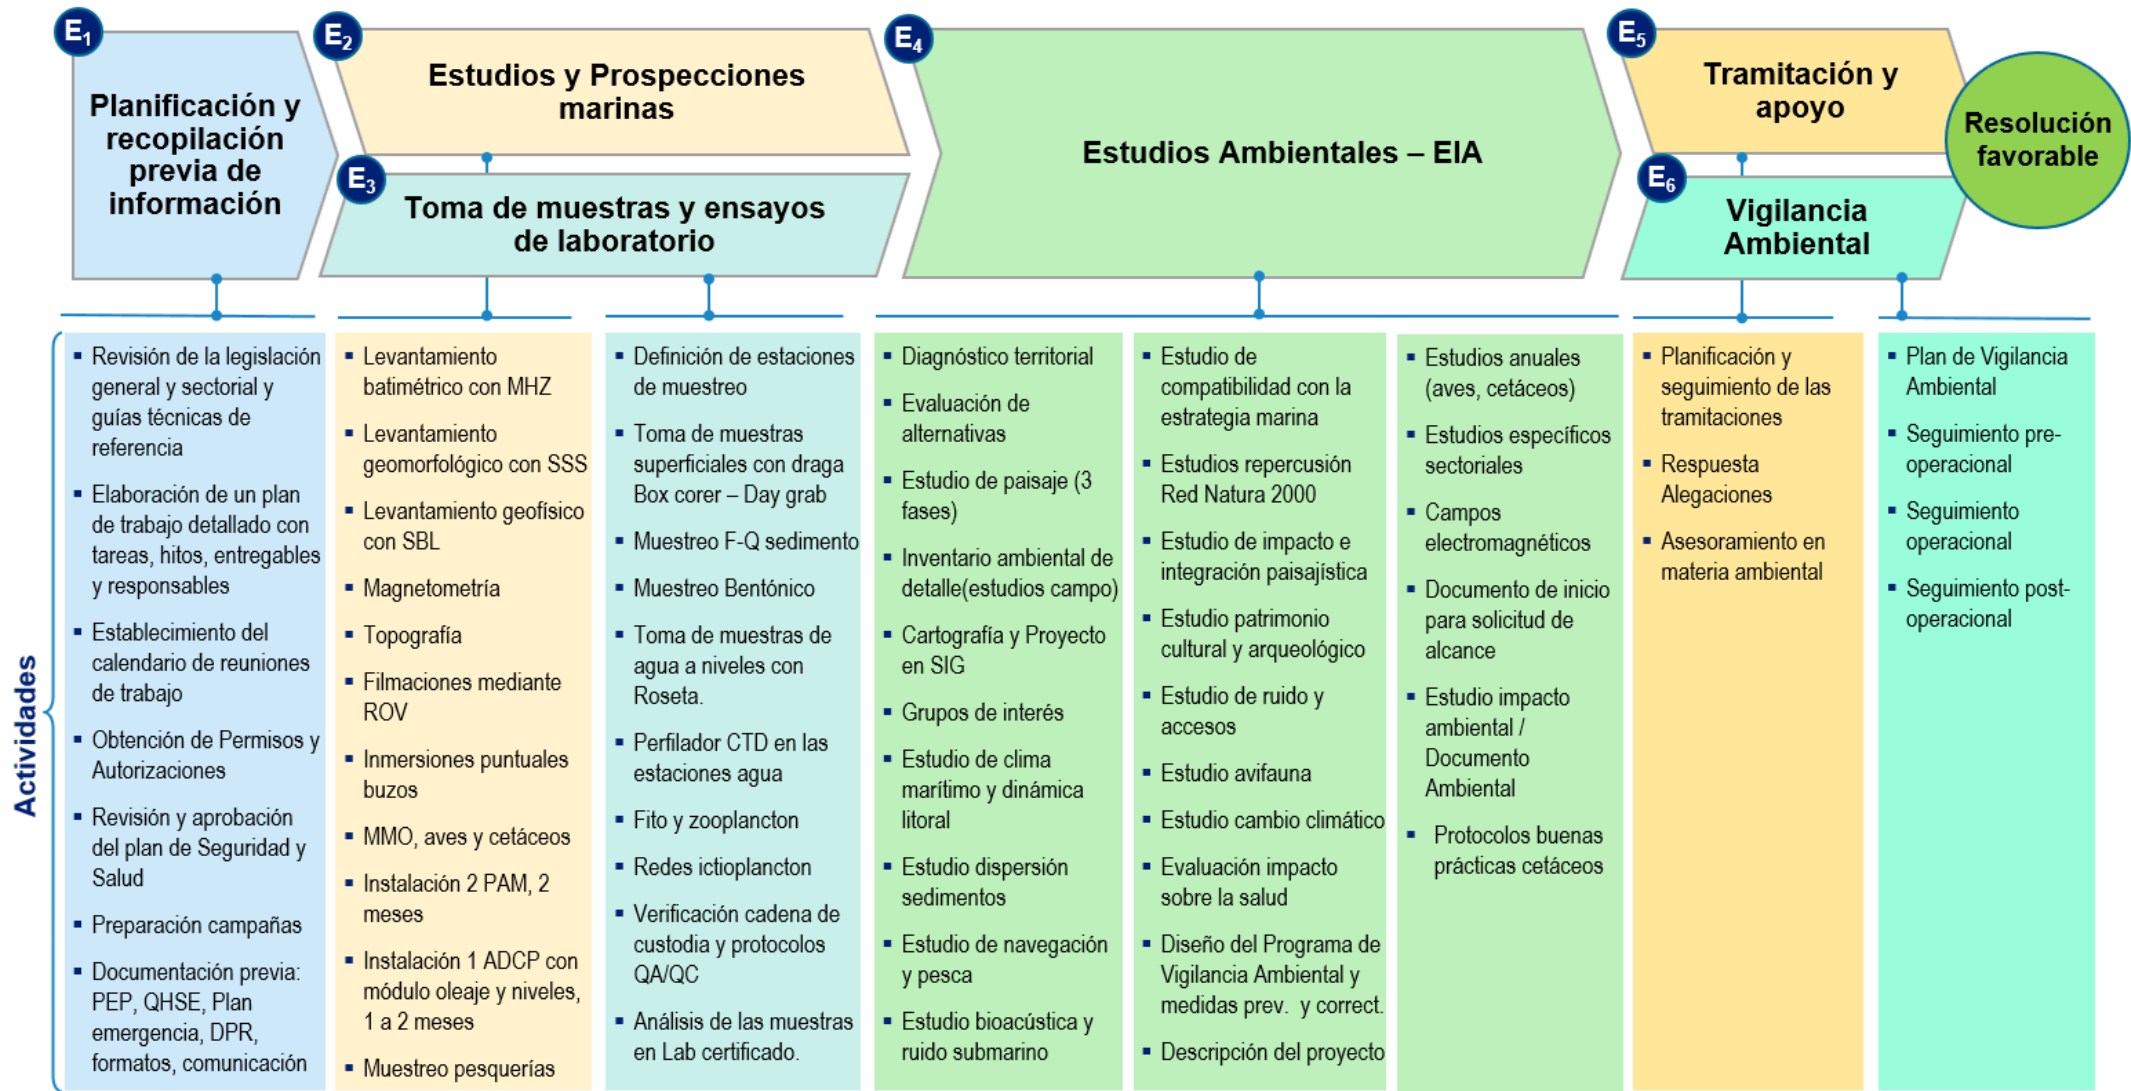 E1
Planificación y
recopilación
previa de
información
E2
Estudios y Prospecciones
marinas
E3
Toma de muestras y ensayos
de laboratorio
E4
Estudios Ambientales – EIA
E5
Tramitación y
apoyo
E6
Vigilancia
Ambiental
Resolución
favorable
Actividades
▪ Revisión de la legislación
general y sectorial y
guías técnicas de
referencia
▪ Elaboración de un plan
de trabajo detallado con
tareas, hitos, entregables
y responsables
▪ Establecimiento del
calendario de reuniones
de trabajo
▪ Obtención de Permisos y
Autorizaciones
▪ Revisión y aprobación
del plan de Seguridad y
Salud
▪ Preparación campañas
▪ Documentación previa:
PEP, QHSE, Plan
emergencia, DPR,
formatos, comunicación
▪ Levantamiento
batimétrico con MHZ
▪ Levantamiento
geomorfológico con SSS
▪ Levantamiento geofísico
con SBL
▪ Magnetometría
▪ Topografía
▪ Filmaciones mediante
ROV
▪ Inmersiones puntuales
buzos
▪ MMO, aves y cetáceos
▪ Instalación 2 PAM, 2
meses
▪ Instalación 1 ADCP con
módulo oleaje y niveles,
1 a 2 meses
▪ Muestreo pesquerías
▪ Definición de estaciones
de muestreo
▪ Toma de muestras
superficiales con draga
Box corer – Day grab
▪ Muestreo F-Q sedimento
▪ Muestreo Bentónico
▪ Toma de muestras de
agua a niveles con
Roseta.
▪ Perfilador CTD en las
estaciones agua
▪ Fito y zooplancton
▪ Redes ictioplancton
▪ Verificación cadena de
custodia y protocolos
QA/QC
▪ Análisis de las muestras
en Lab certificado.
▪ Diagnóstico territorial
▪ Evaluación de
alternativas
▪ Estudio de paisaje (3
fases)
▪ Inventario ambiental de
detalle(estudios campo)
▪ Cartografía y Proyecto
en SIG
▪ Grupos de interés
▪ Estudio de clima
marítimo y dinámica
litoral
▪ Estudio dispersión
sedimentos
▪ Estudio de navegación
y pesca
▪ Estudio bioacústica y
ruido submarino
▪ Estudio de
compatibilidad con la
estrategia marina
▪ Estudios repercusión
Red Natura 2000
▪ Estudio de impacto e
integración paisajística
▪ Estudio patrimonio
cultural y arqueológico
▪ Estudio de ruido y
accesos
▪ Estudio avifauna
▪ Estudio cambio climático
▪ Evaluación impacto
sobre la salud
▪ Diseño del Programa de
Vigilancia Ambiental y
medidas prev. y correct.
▪ Descripción del proyecto
▪ Estudios anuales
(aves, cetáceos)
▪ Estudios específicos
sectoriales
▪ Campos
electromagnéticos
▪ Documento de inicio
para solicitud de
alcance
▪ Estudio impacto
ambiental /
Documento
Ambiental
▪ Protocolos buenas
prácticas cetáceos
▪ Planificación y
seguimiento de las
tramitaciones
▪ Respuesta
Alegaciones
▪ Asesoramiento en
materia ambiental
▪ Plan de Vigilancia
Ambiental
▪ Seguimiento pre-
operacional
▪ Seguimiento
operacional
▪ Seguimiento post-
operacional